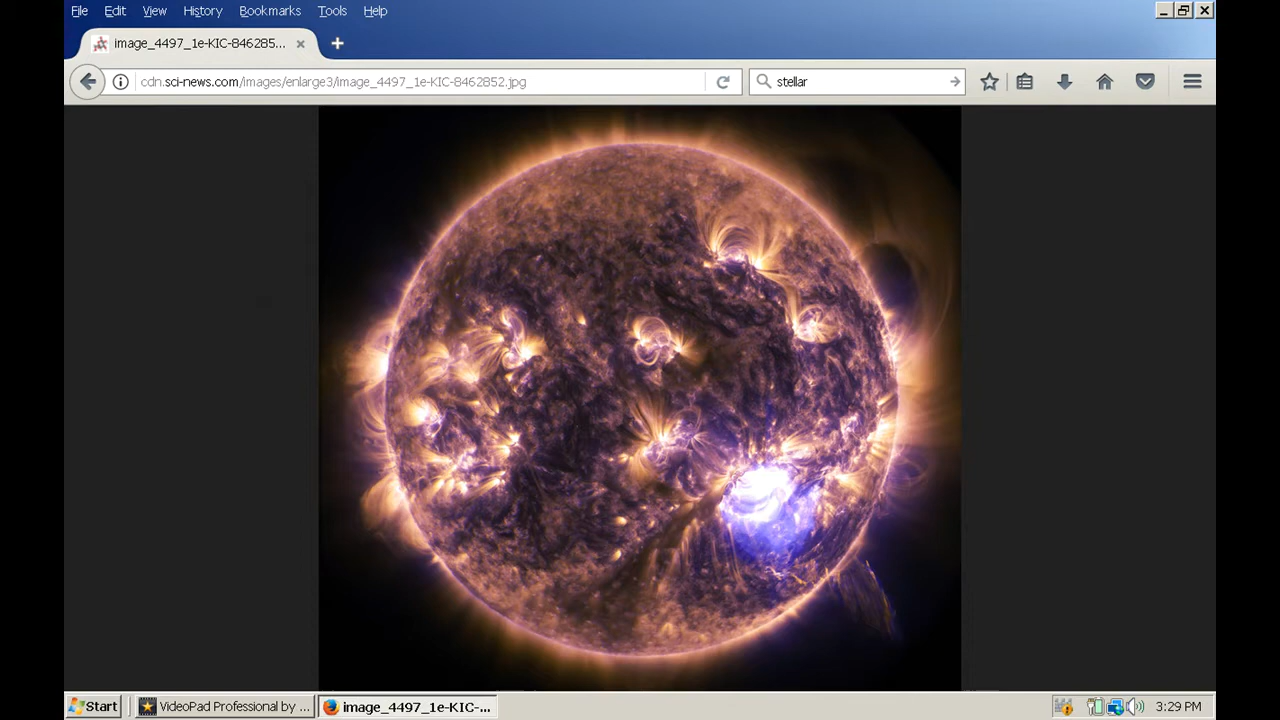 File Edit View History Bookmarks Tools Help
image_4497_1e-KIC-846285...
cdn.sci-news.com/images/enlarge3/image_4497_1e-KIC-8462852.jpg
stellar
Start
VideoPad Professional by ...
image_4497_1e-KIC-...
3:29 PM